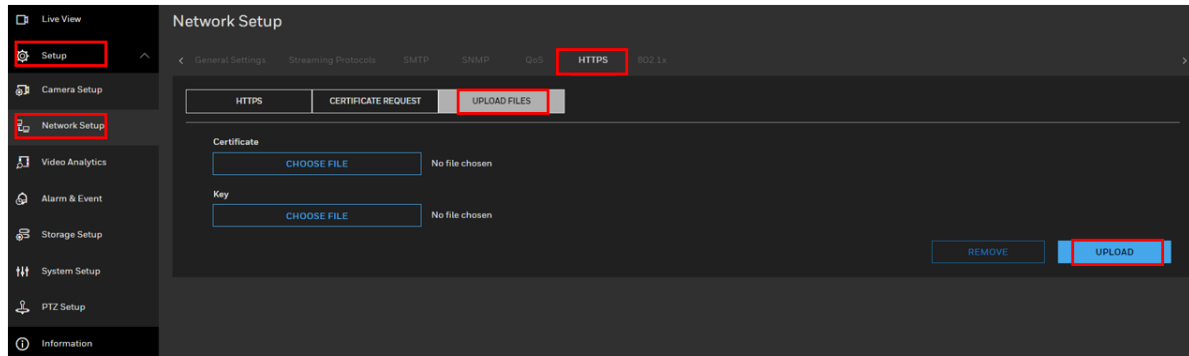 Live View
Setup
Camera Setup
Network Setup
Video Analytics
Alarm & Event
Storage Setup
System Setup
PTZ Setup
Information
Network Setup
General Settings Streaming Protocols SMTP SNMP QoS HTTPS 802.1x
HTTPS CERTIFICATE REQUEST UPLOAD FILES
Certificate
CHOOSE FILE No file chosen
Key
CHOOSE FILE No file chosen
REMOVE UPLOAD